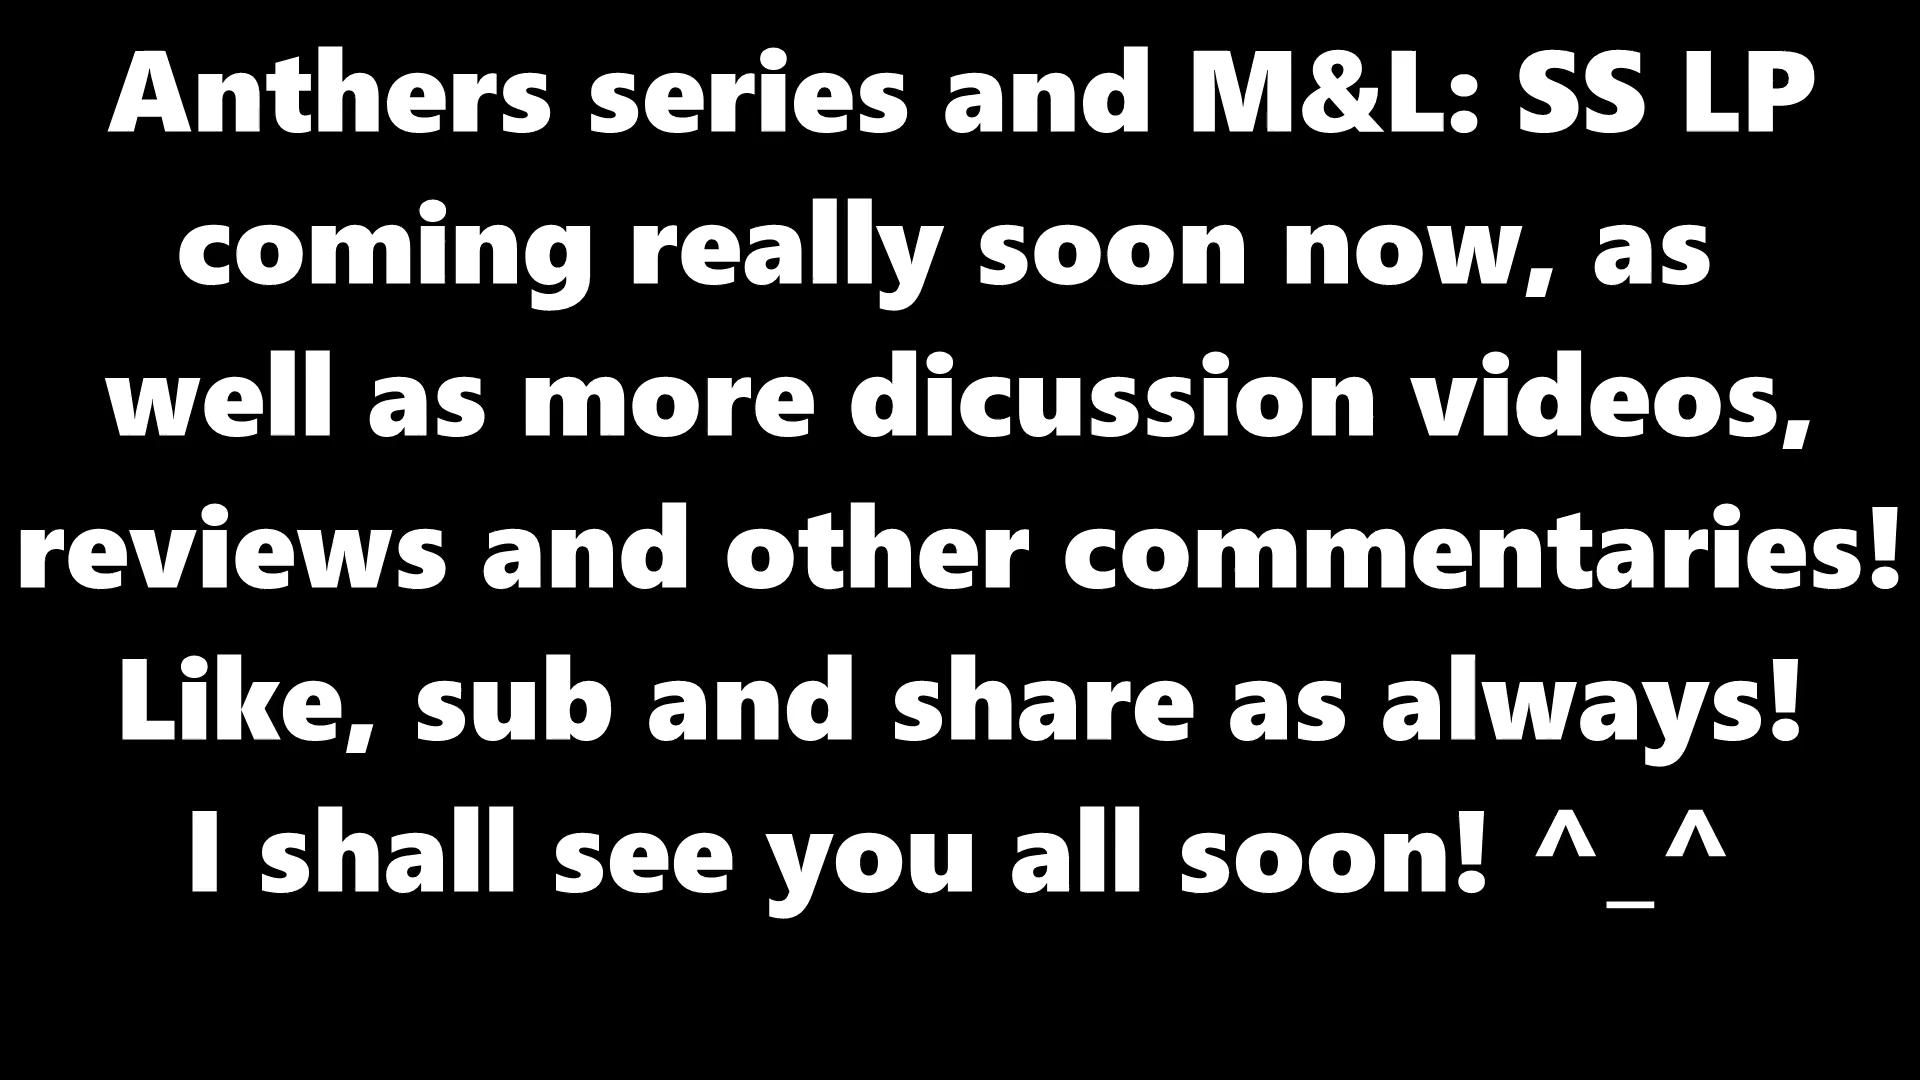 Anthers series and M&L: SS LP
coming really soon now, as
well as more dicussion videos,
reviews and other commentaries!
Like, sub and share as always!
I shall see you all soon! ^_^